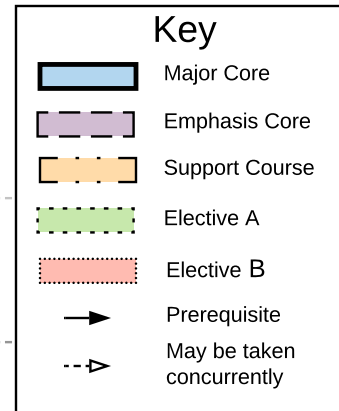 Key
Major Core
Emphasis Core
Support Course
Elective A
Elective B
Prerequisite
May be taken
concurrently